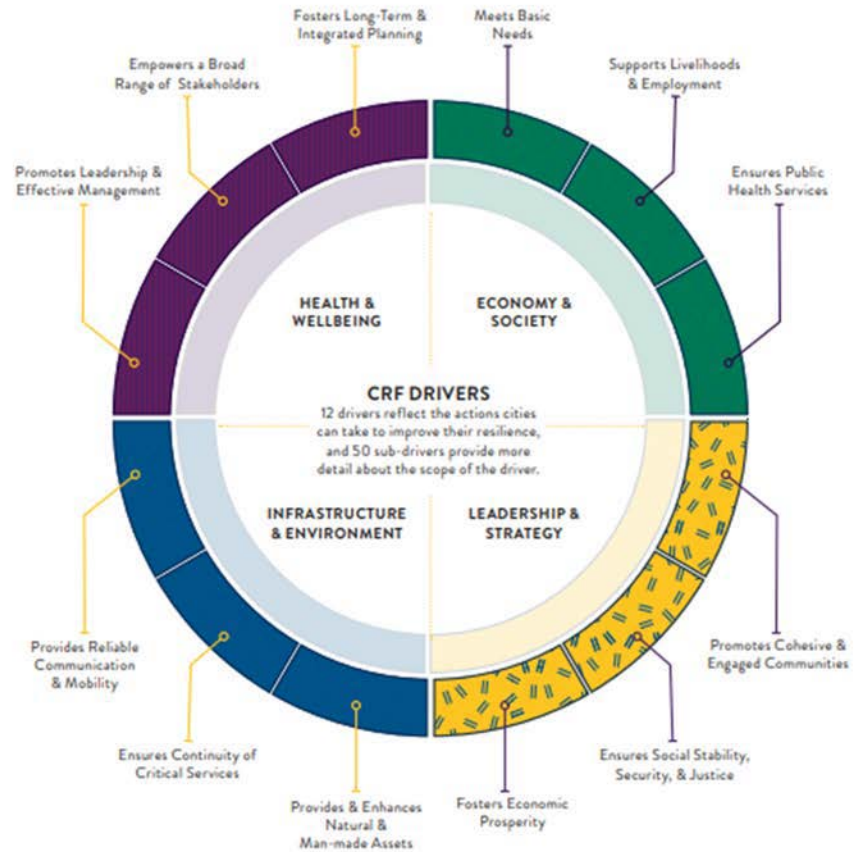 Fosters Long-Term &
Integrated Planning
Meets Basic
Needs
Empowers a Broad
Range of Stakeholders
Supports Livelihoods
& Employment
Promotes Leadership &
Effective Management
Ensures Public
Health Services
HEALTH &
WELLBEING
ECONOMY &
SOCIETY
CRF DRIVERS
12 drivers reflect the actions cities
can take to improve their resilience,
and 50 sub-drivers provide more
detail about the scope of the driver.
INFRASTRUCTURE
& ENVIRONMENT
LEADERSHIP &
STRATEGY
Provides Reliable
Communication
& Mobility
Promotes Cohesive &
Engaged Communities
Ensures Continuity of
Critical Services
Ensures Social Stability,
Security, & Justice
Provides & Enhances
Natural &
Man-made Assets
Fosters Economic
Prosperity